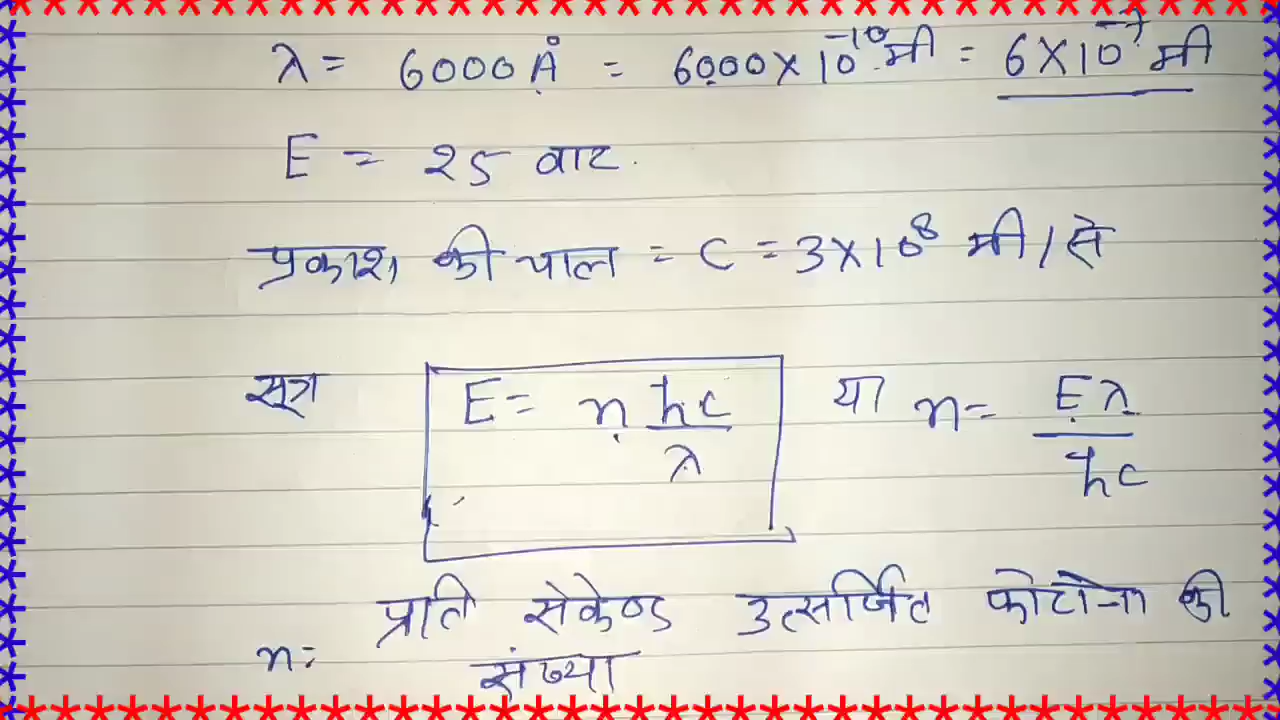 λ = 6000 Å = 6000 × 10⁻¹⁰ मी = 6 × 10⁻⁷ मी
E = 25 वाट.
प्रकाश की चाल = C = 3 × 10⁸ मी / से
सूत्र E = n hc / λ या n = Eλ / hc
n = प्रति सेकेण्ड उत्सर्जित फोटोनो की
संख्या